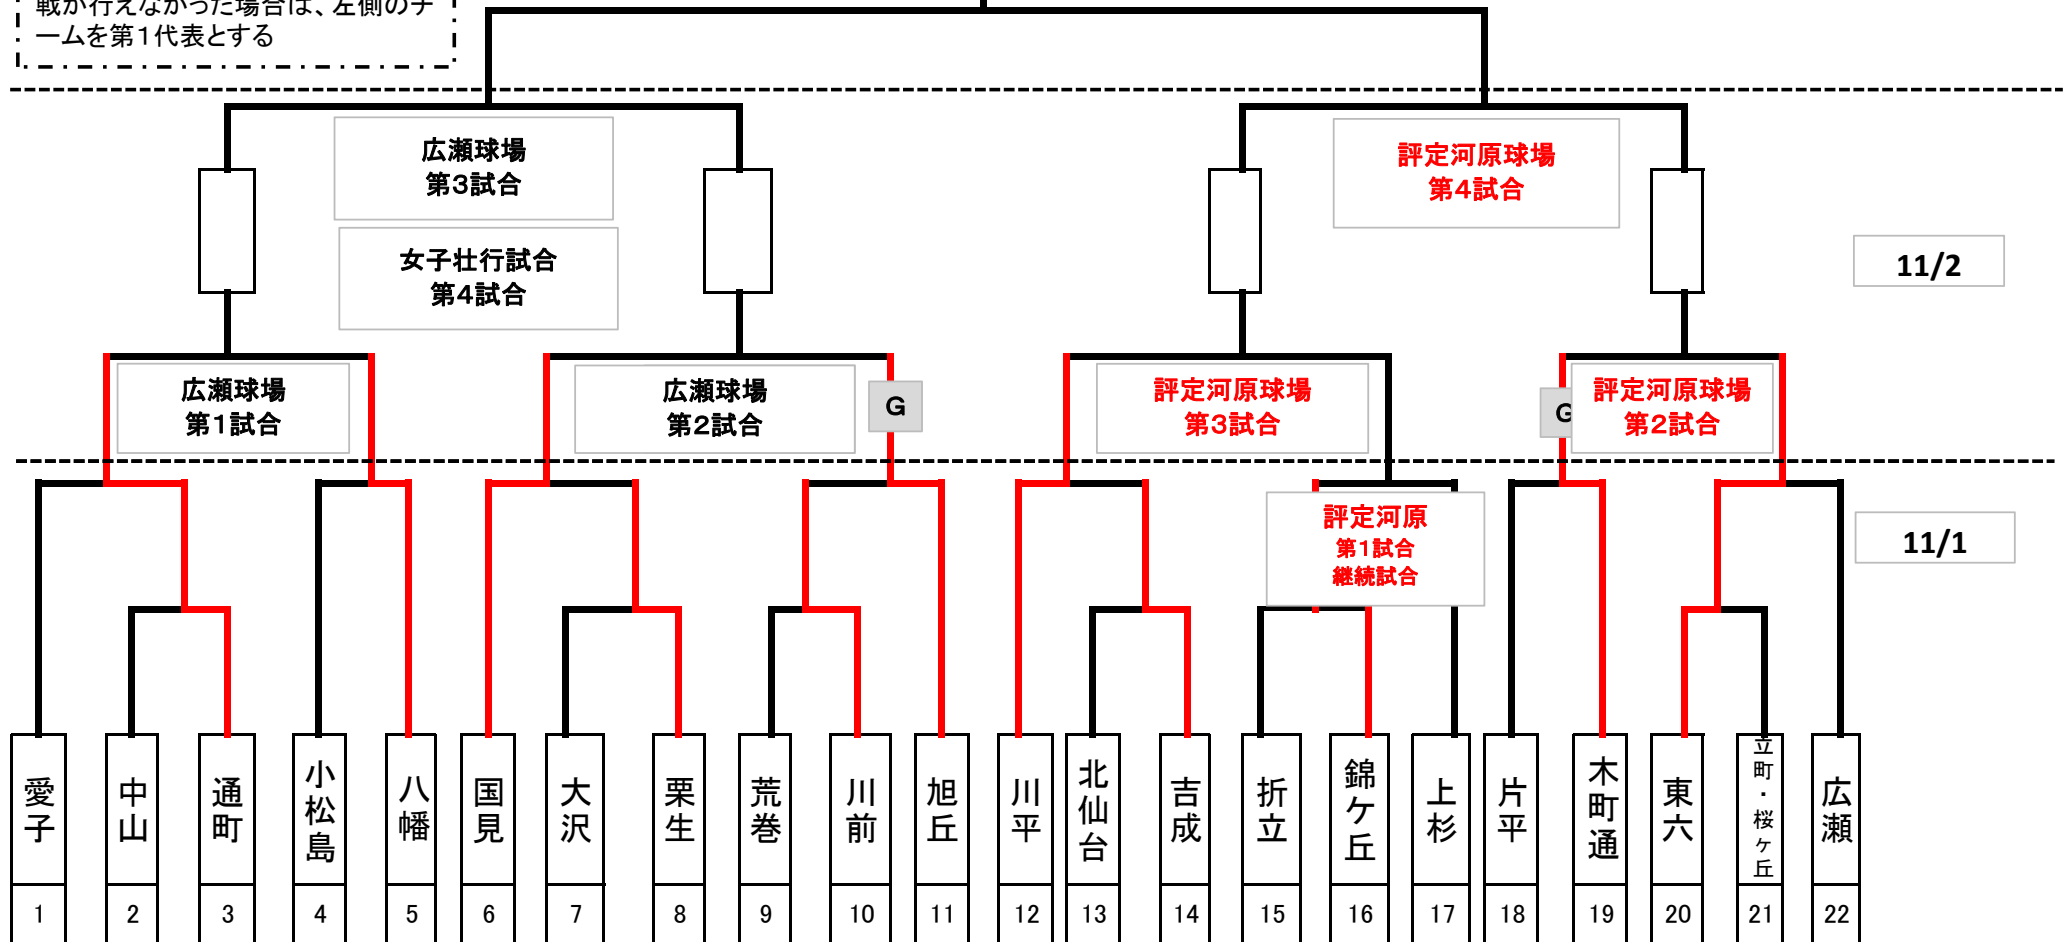 戦が行えなかった場合は、左側のチ
ームを第１代表とする
広瀬球場
第3試合
評定河原球場
第4試合
女子壮行試合
第4試合
11/2
広瀬球場
第1試合
広瀬球場
第2試合
G
評定河原球場
第3試合
G
評定河原球場
第2試合
評定河原
第1試合
継続試合
11/1
愛子
中山
通町
小松島
八幡
国見
大沢
栗生
荒巻
川前
旭丘
川平
北仙台
吉成
折立
錦ケ丘
上杉
片平
木町通
東六
立町・桜ヶ丘
広瀬
1
2
3
4
5
6
7
8
9
10
11
12
13
14
15
16
17
18
19
20
21
22